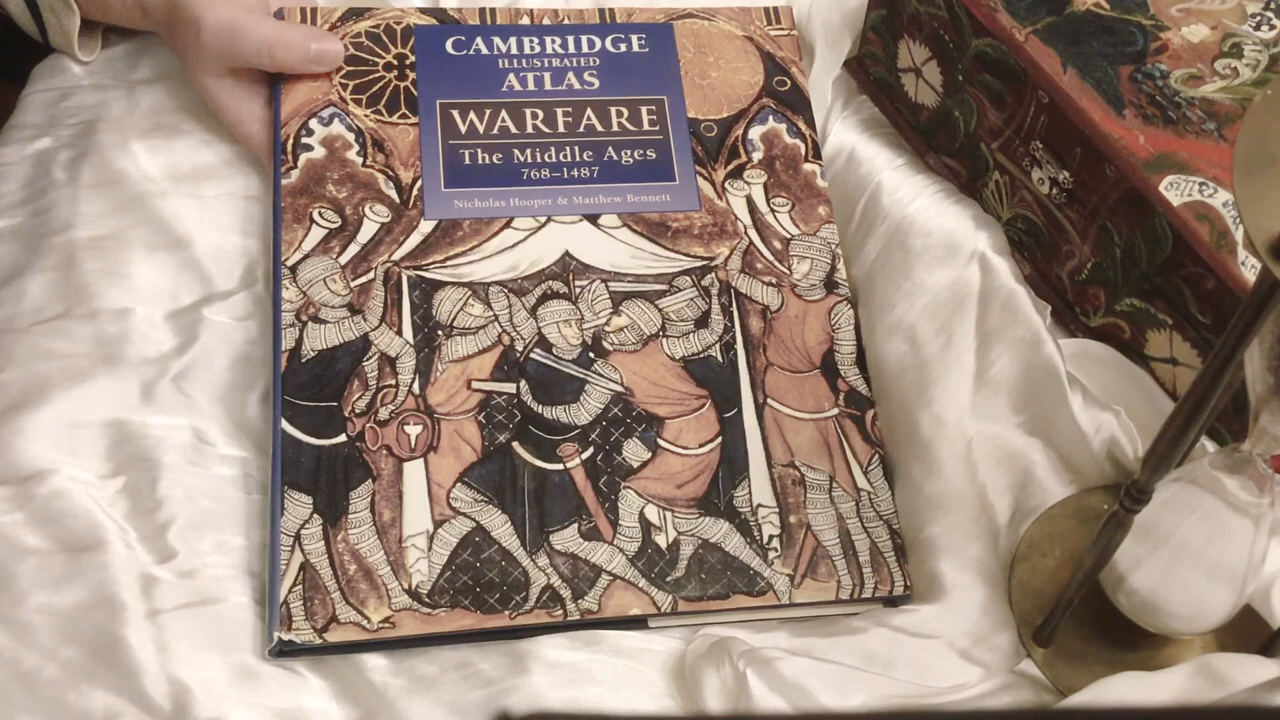 CAMBRIDGE
ILLUSTRATED
ATLAS
WARFARE
The Middle Ages
768–1487
Nicholas Hooper & Matthew Bennett